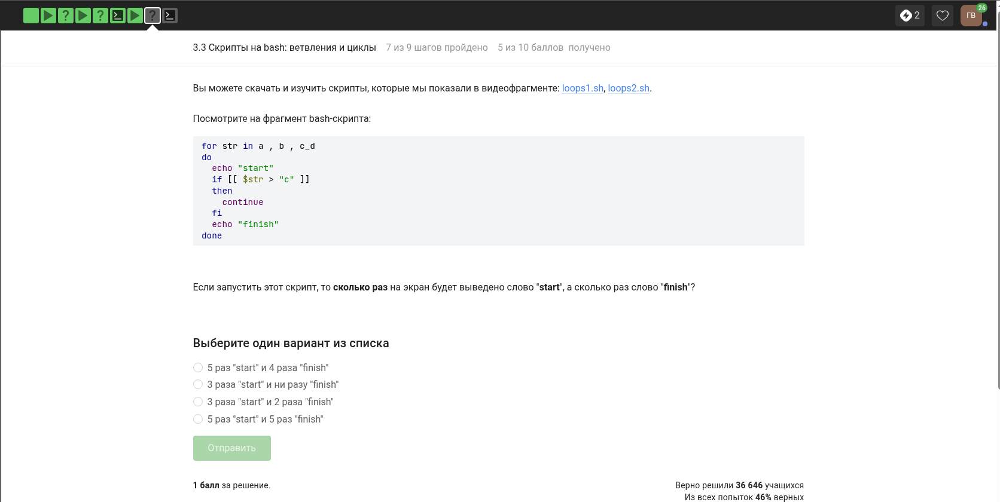 2
ГВ
26
3.3 Скрипты на bash: ветвления и циклы 7 из 9 шагов пройдено 5 из 10 баллов получено
Вы можете скачать и изучить скрипты, которые мы показали в видеофрагменте: loops1.sh, loops2.sh.
Посмотрите на фрагмент bash-скрипта:
for str in a , b , c_d
do
  echo "start"
  if [[ $str > "c" ]]
  then
    continue
  fi
  echo "finish"
done
Если запустить этот скрипт, то сколько раз на экран будет выведено слово "start", а сколько раз слово "finish"?
Выберите один вариант из списка
5 раз "start" и 4 раза "finish"
3 раза "start" и ни разу "finish"
3 раза "start" и 2 раза "finish"
5 раз "start" и 5 раз "finish"
Отправить
1 балл за решение.
Верно решили 36 646 учащихся
Из всех попыток 46% верных